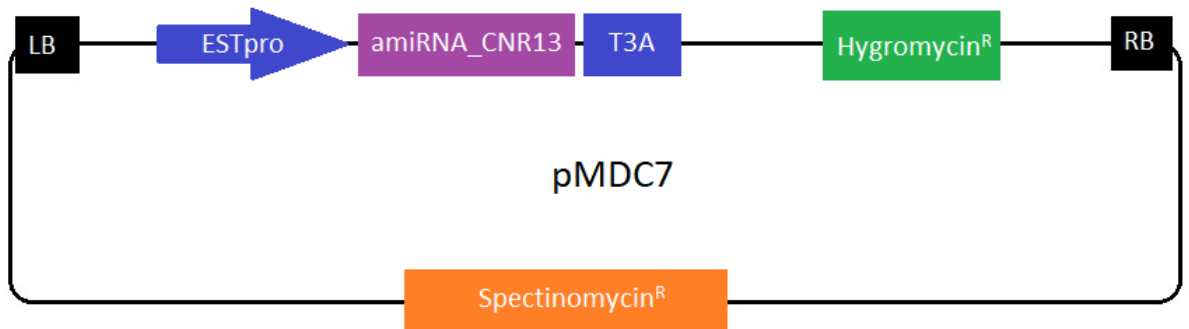 LB ESTpro amiRNA_CNR13 T3A Hygromycinᴿ RB
pMDC7
Spectinomycinᴿ